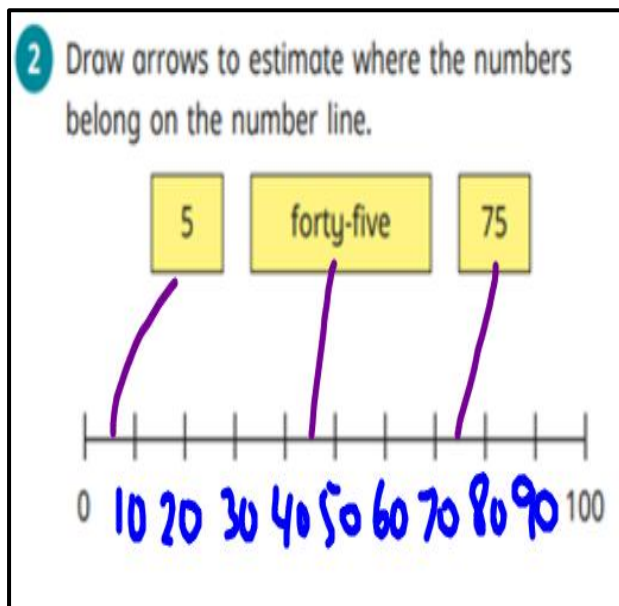 2 Draw arrows to estimate where the numbers
belong on the number line.
5 forty-five 75
0 10 20 30 40 50 60 70 80 90 100